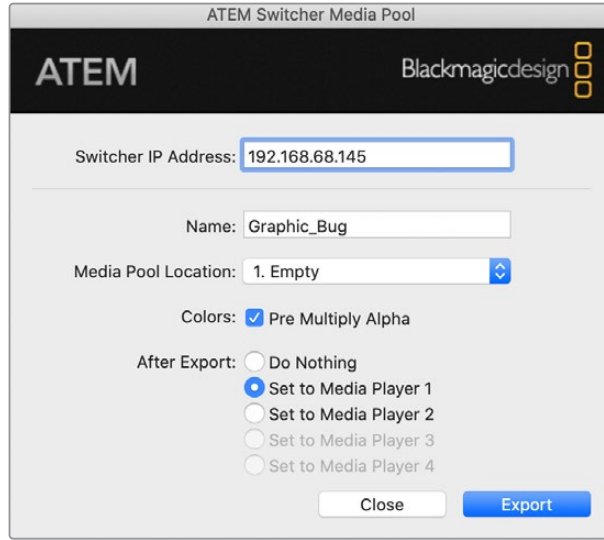 ATEM Switcher Media Pool
ATEM Blackmagicdesign
Switcher IP Address: 192.168.68.145
Name: Graphic_Bug
Media Pool Location: 1. Empty
Colors: Pre Multiply Alpha
After Export: Do Nothing
Set to Media Player 1
Set to Media Player 2
Set to Media Player 3
Set to Media Player 4
Close Export